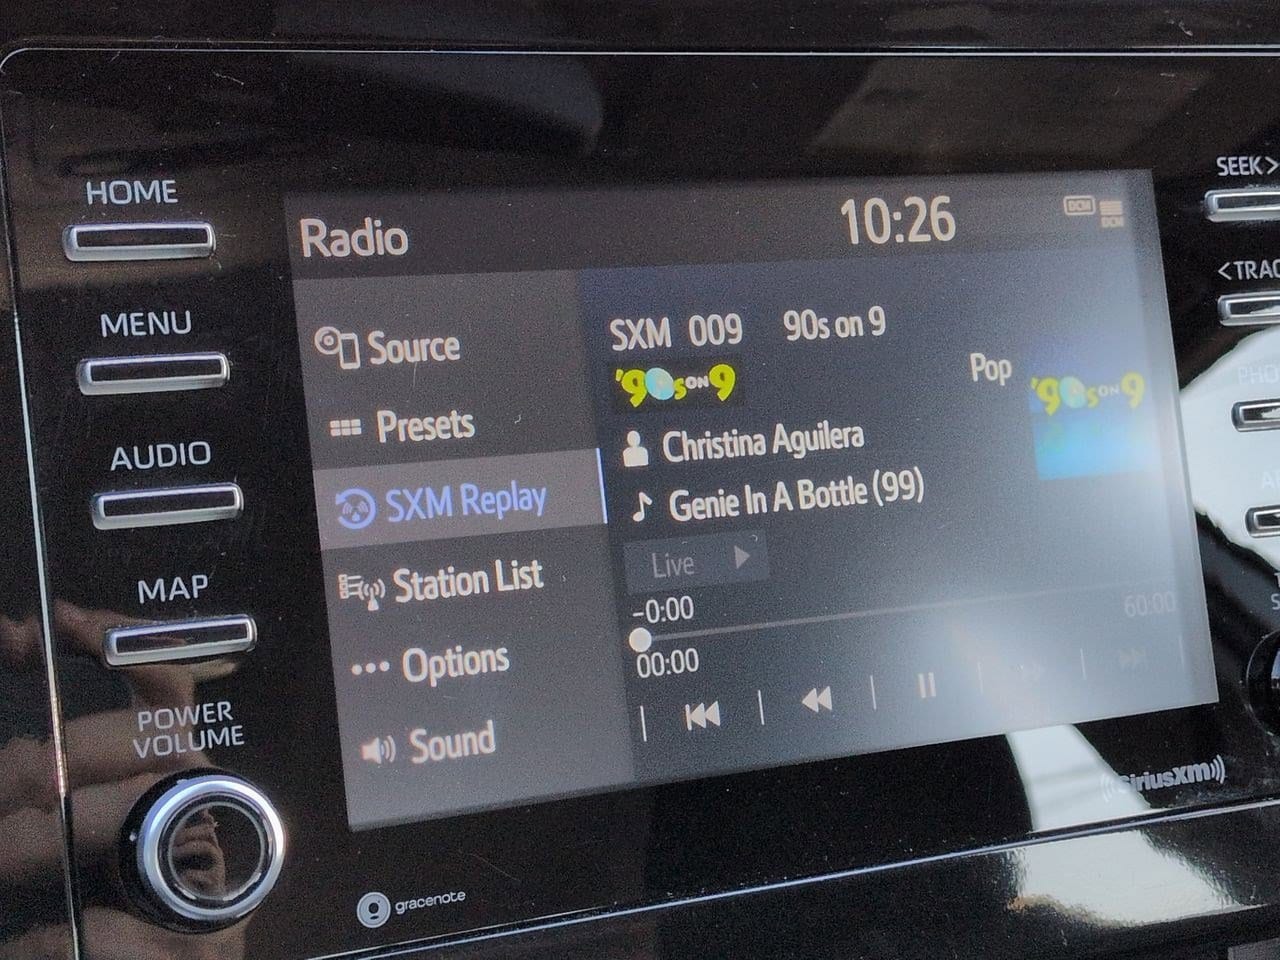 HOME
MENU
AUDIO
MAP
POWER
VOLUME
Radio
10:26
DCM
DCM
Source
Presets
SXM Replay
Station List
Options
Sound
SXM 009 90s on 9
'90s ON 9
Pop
'90s ON 9
Christina Aguilera
Genie In A Bottle (99)
Live
-0:00
60:00
00:00
gracenote
SiriusXM
SEEK >